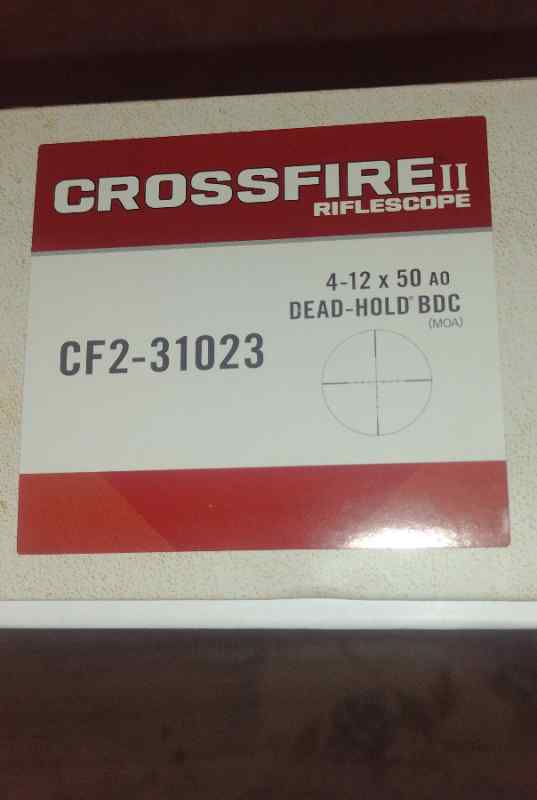 CROSSFIRE® II
RIFLESCOPE
4-12 x 50 AO
DEAD-HOLD® BDC
(MOA)
CF2-31023